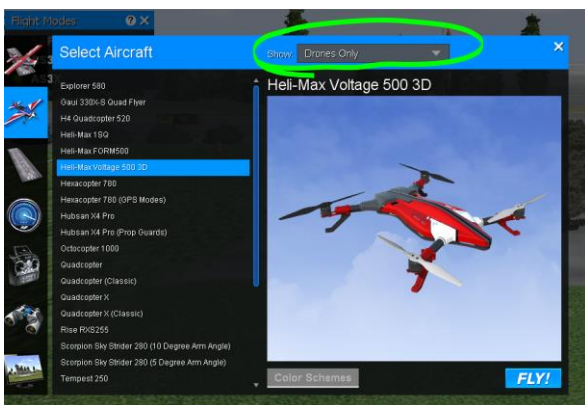 Flight Modes
Select Aircraft
Show: Drones Only
Explorer 580
Gaui 330X-S Quad Flyer
H4 Quadcopter 520
Heli-Max 1SQ
Heli-Max FORM500
Heli-Max Voltage 500 3D
Hexacopter 780
Hexacopter 780 (GPS Modes)
Hubsan X4 Pro
Hubsan X4 Pro (Prop Guards)
Octocopter 1000
Quadcopter
Quadcopter (Classic)
Quadcopter X
Quadcopter X (Classic)
Rise RXS255
Scorpion Sky Strider 280 (10 Degree Arm Angle)
Scorpion Sky Strider 280 (5 Degree Arm Angle)
Tempest 250
Heli-Max Voltage 500 3D
Color Schemes
FLY!